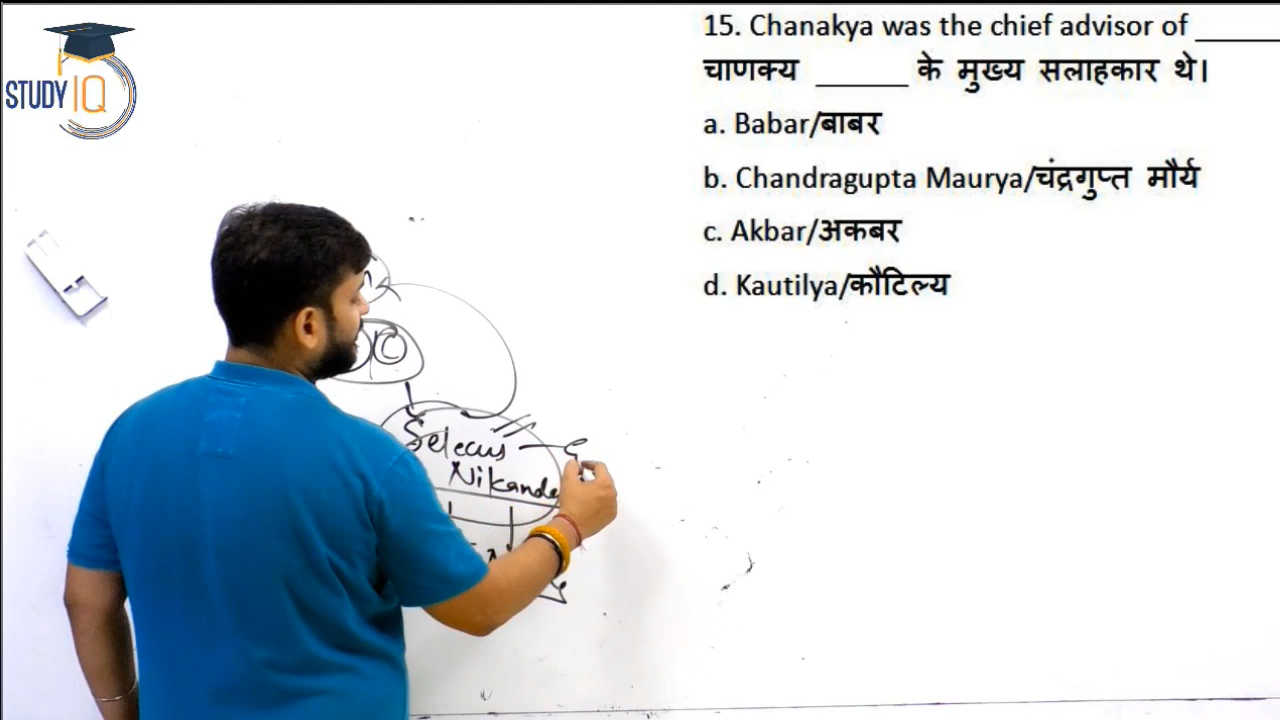 STUDY IQ
15. Chanakya was the chief advisor of ______
चाणक्य ______ के मुख्य सलाहकार थे।
a. Babar/बाबर
b. Chandragupta Maurya/चंद्रगुप्त मौर्य
c. Akbar/अकबर
d. Kautilya/कौटिल्य
C
Selecus
Nikande